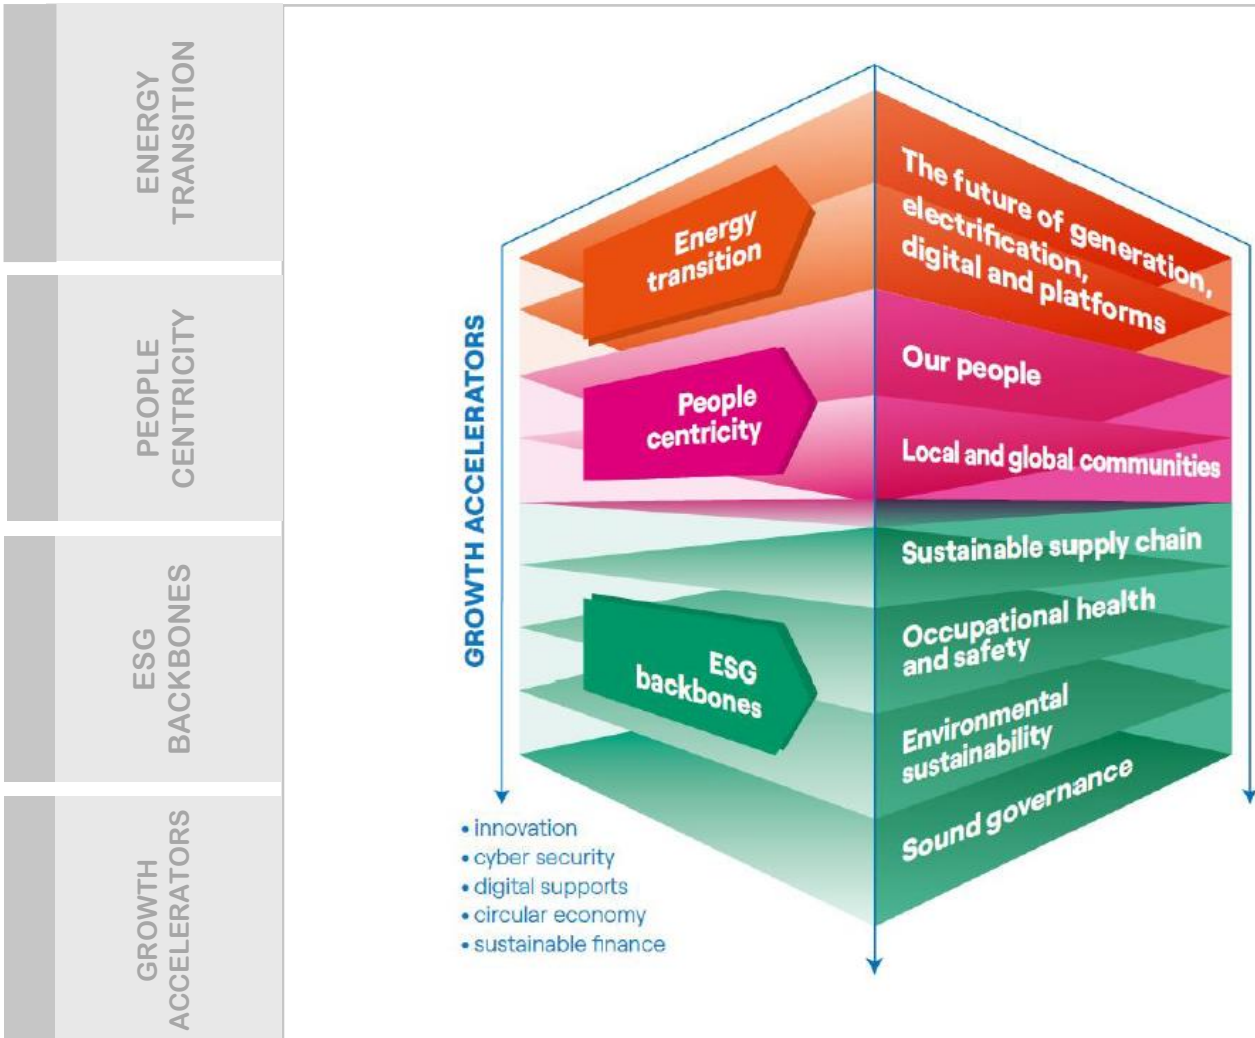 ENERGY
TRANSITION
PEOPLE
CENTRICITY
ESG
BACKBONES
GROWTH
ACCELERATORS
GROWTH ACCELERATORS
Energy
transition
The future of generation,
electrification,
digital and platforms
People
centricity
Our people
Local and global communities
ESG
backbones
Sustainable supply chain
Occupational health
and safety
Environmental
sustainability
Sound governance
• innovation
• cyber security
• digital supports
• circular economy
• sustainable finance